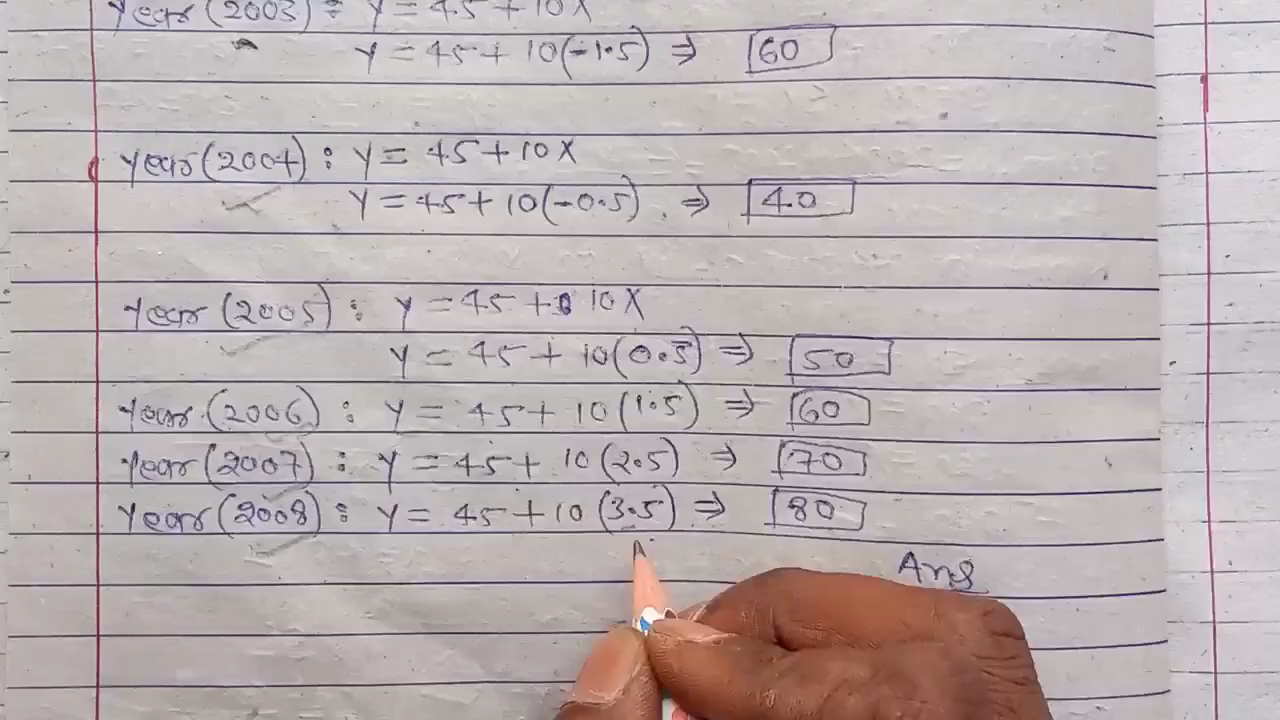 Year (2003) : Y = 45 + 10X
Y = 45 + 10(-1.5) ⇒ 60
Year (2004) : Y = 45 + 10X
Y = 45 + 10(-0.5) ⇒ 40
Year (2005) : Y = 45 + 10X
Y = 45 + 10(0.5) ⇒ 50
Year (2006) : Y = 45 + 10(1.5) ⇒ 60
Year (2007) : Y = 45 + 10(2.5) ⇒ 70
Year (2008) : Y = 45 + 10(3.5) ⇒ 80
Ans